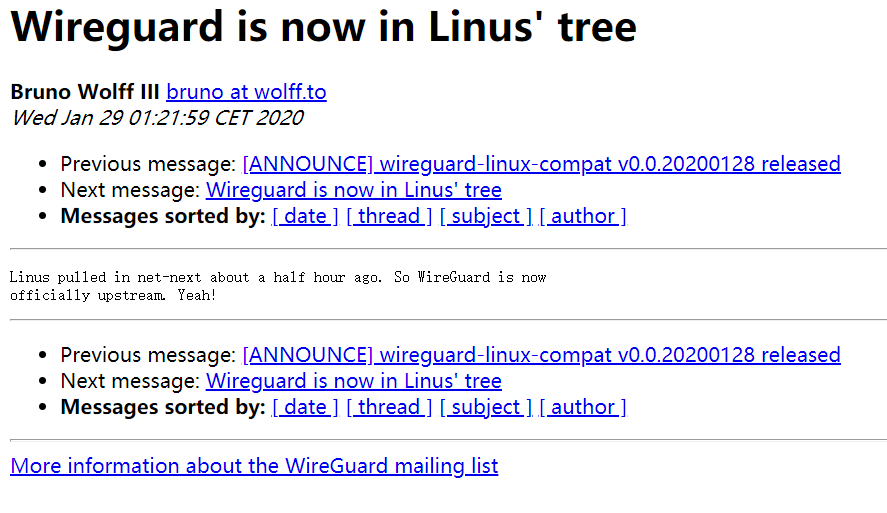 Wireguard is now in Linus' tree
Bruno Wolff III bruno at wolff.to
Wed Jan 29 01:21:59 CET 2020
Previous message: [ANNOUNCE] wireguard-linux-compat v0.0.20200128 released
Next message: Wireguard is now in Linus' tree
Messages sorted by: [ date ] [ thread ] [ subject ] [ author ]
Linus pulled in net-next about a half hour ago. So WireGuard is now
officially upstream. Yeah!
Previous message: [ANNOUNCE] wireguard-linux-compat v0.0.20200128 released
Next message: Wireguard is now in Linus' tree
Messages sorted by: [ date ] [ thread ] [ subject ] [ author ]
More information about the WireGuard mailing list